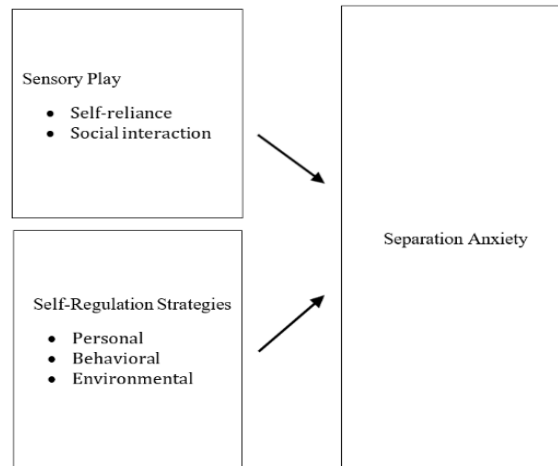 Sensory Play
• Self-reliance
• Social interaction
Self-Regulation Strategies
• Personal
• Behavioral
• Environmental
Separation Anxiety